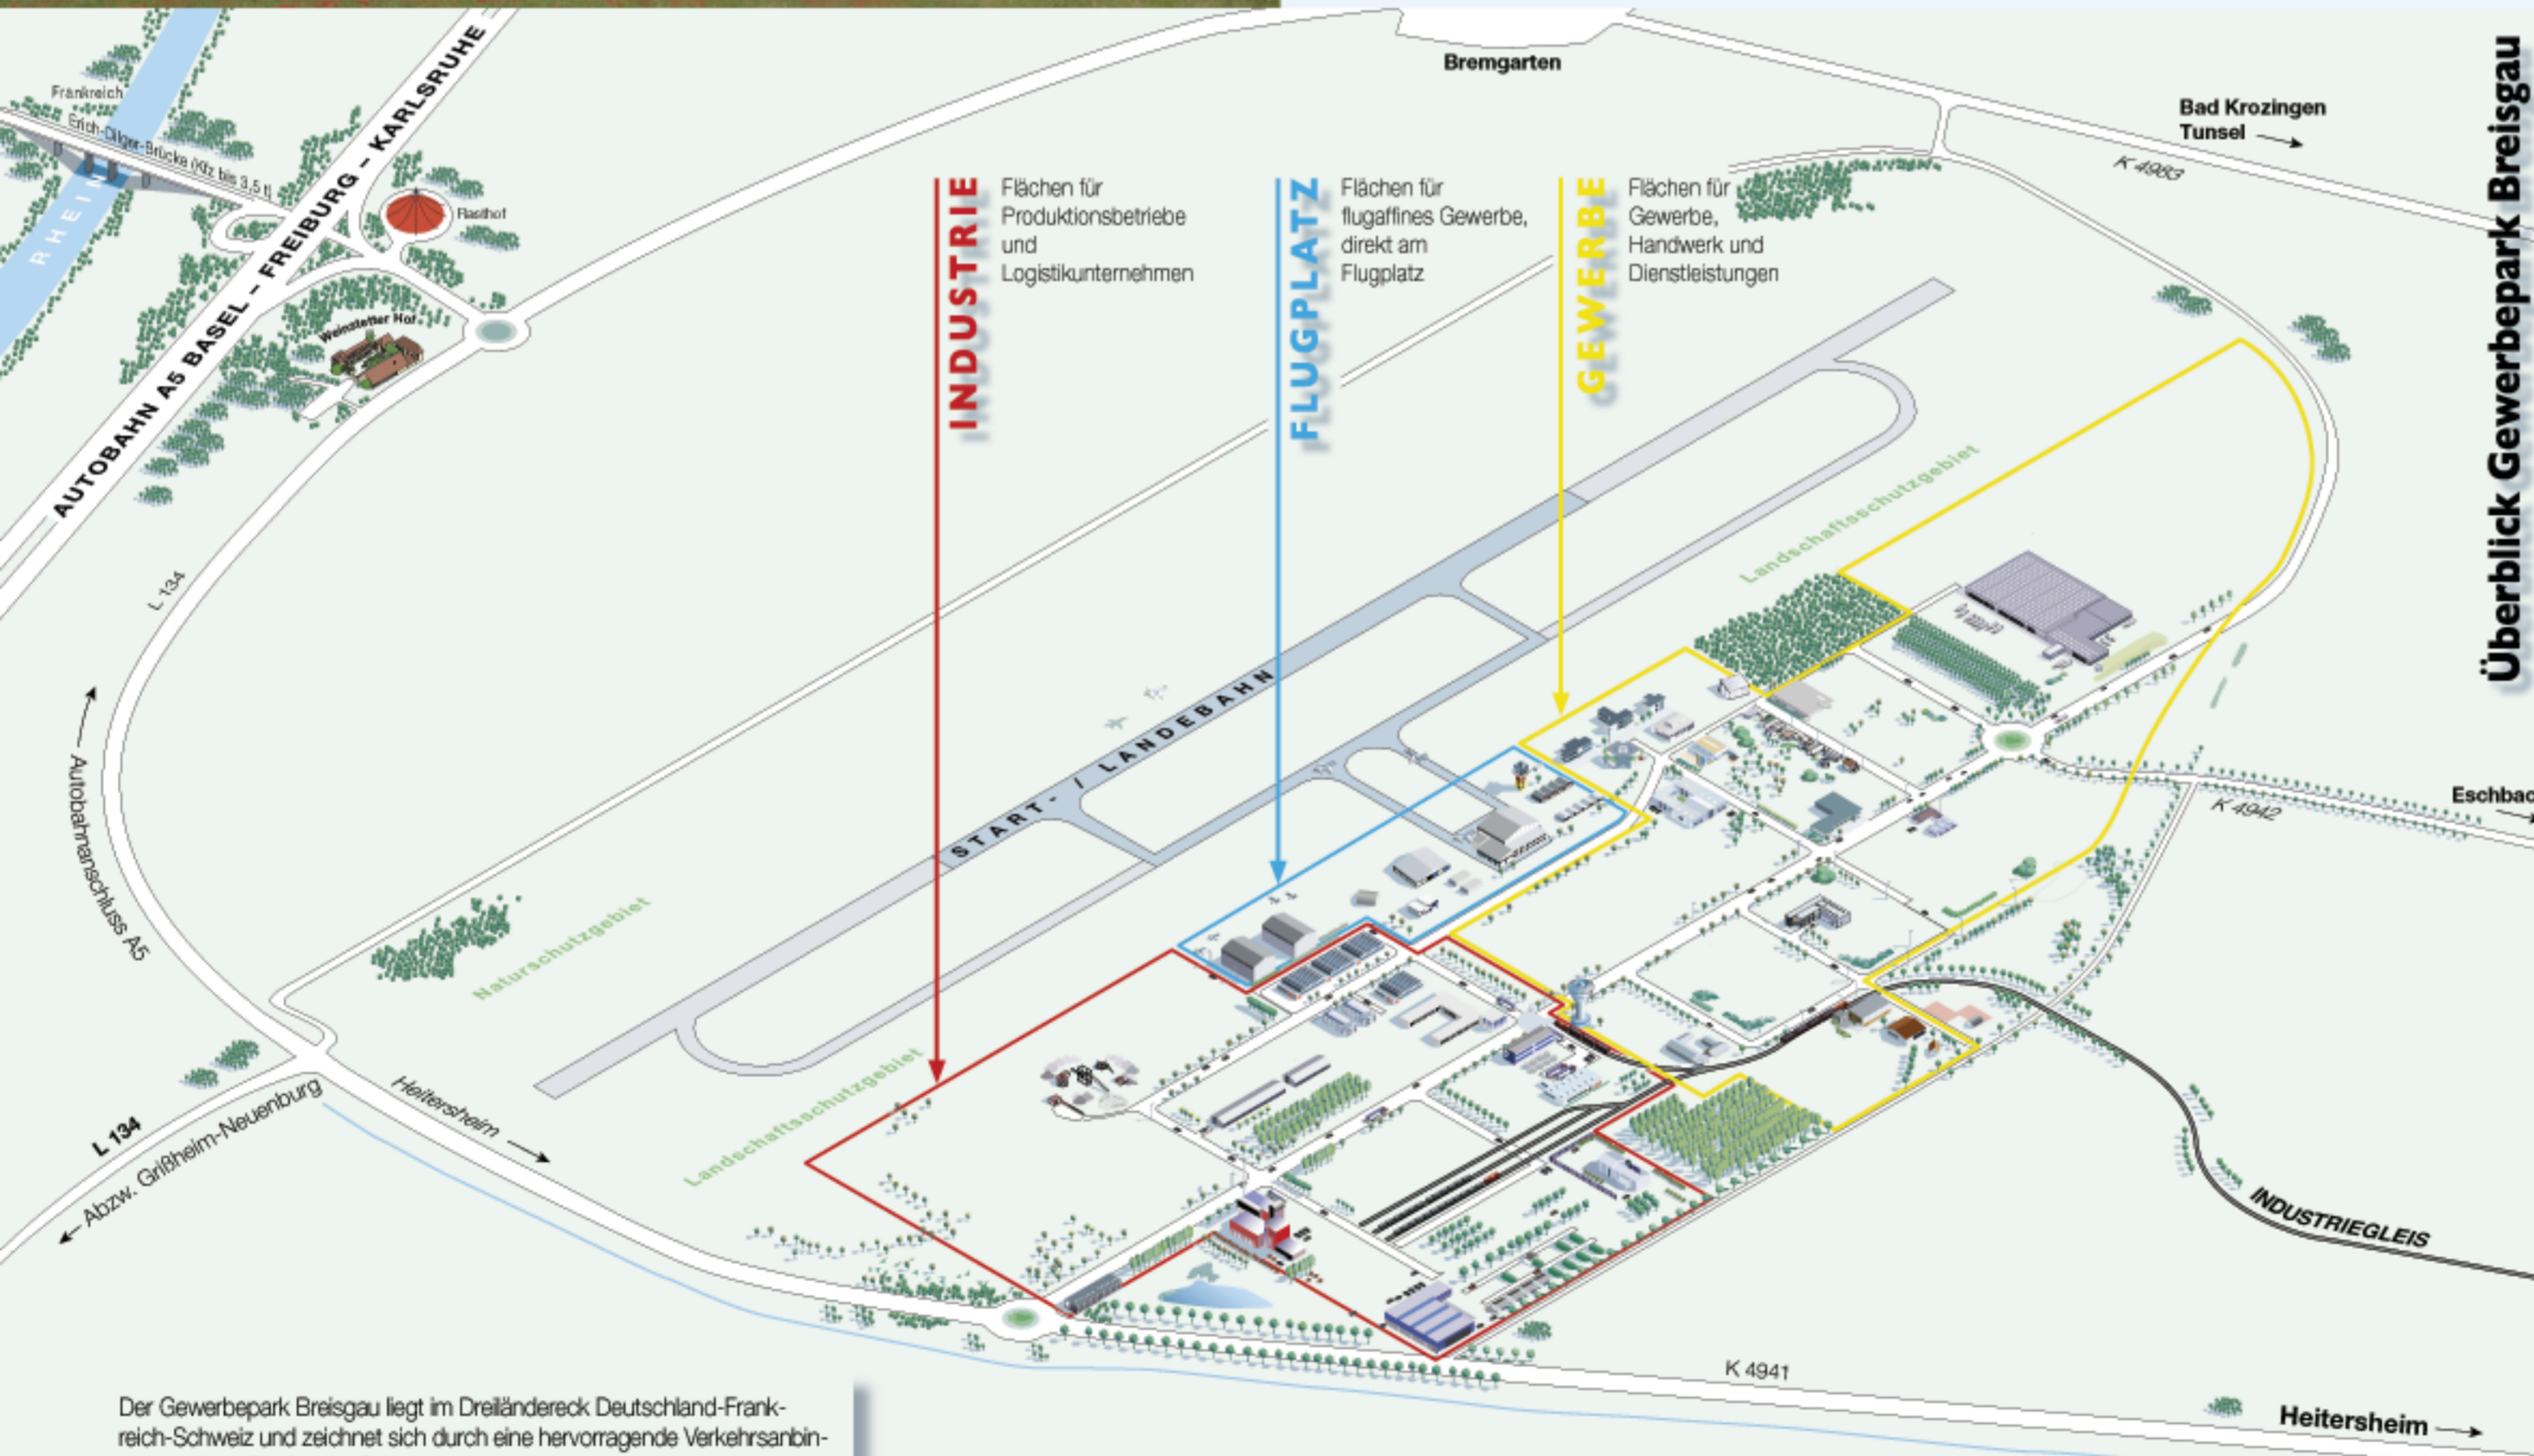 Überblick Gewerbepark Breisgau
Bremgarten
Bad Krozingen
Tunsel
K 4983
Frankreich
Erich-Dilger-Brücke (Kfz bis 3,5 t)
RHEIN
AUTOBAHN A5 BASEL - FREIBURG - KARLSRUHE
Rasthof
Weinstetter Hof
INDUSTRIE
Flächen für
Produktionsbetriebe
und
Logistikunternehmen
FLUGPLATZ
Flächen für
flugaffines Gewerbe,
direkt am
Flugplatz
GEWERBE
Flächen für
Gewerbe,
Handwerk und
Dienstleistungen
L 134
Landschaftsschutzgebiet
START- / LANDEBAHN
Autobahnanschluss A5
Eschbac
K 4942
Naturschutzgebiet
Landschaftsschutzgebiet
Heitersheim
L 134
Abzw. Grißheim-Neuenburg
INDUSTRIEGLEIS
K 4941
Heitersheim
Der Gewerbepark Breisgau liegt im Dreiländereck Deutschland-Frank-
reich-Schweiz und zeichnet sich durch eine hervorragende Verkehrsanbin-